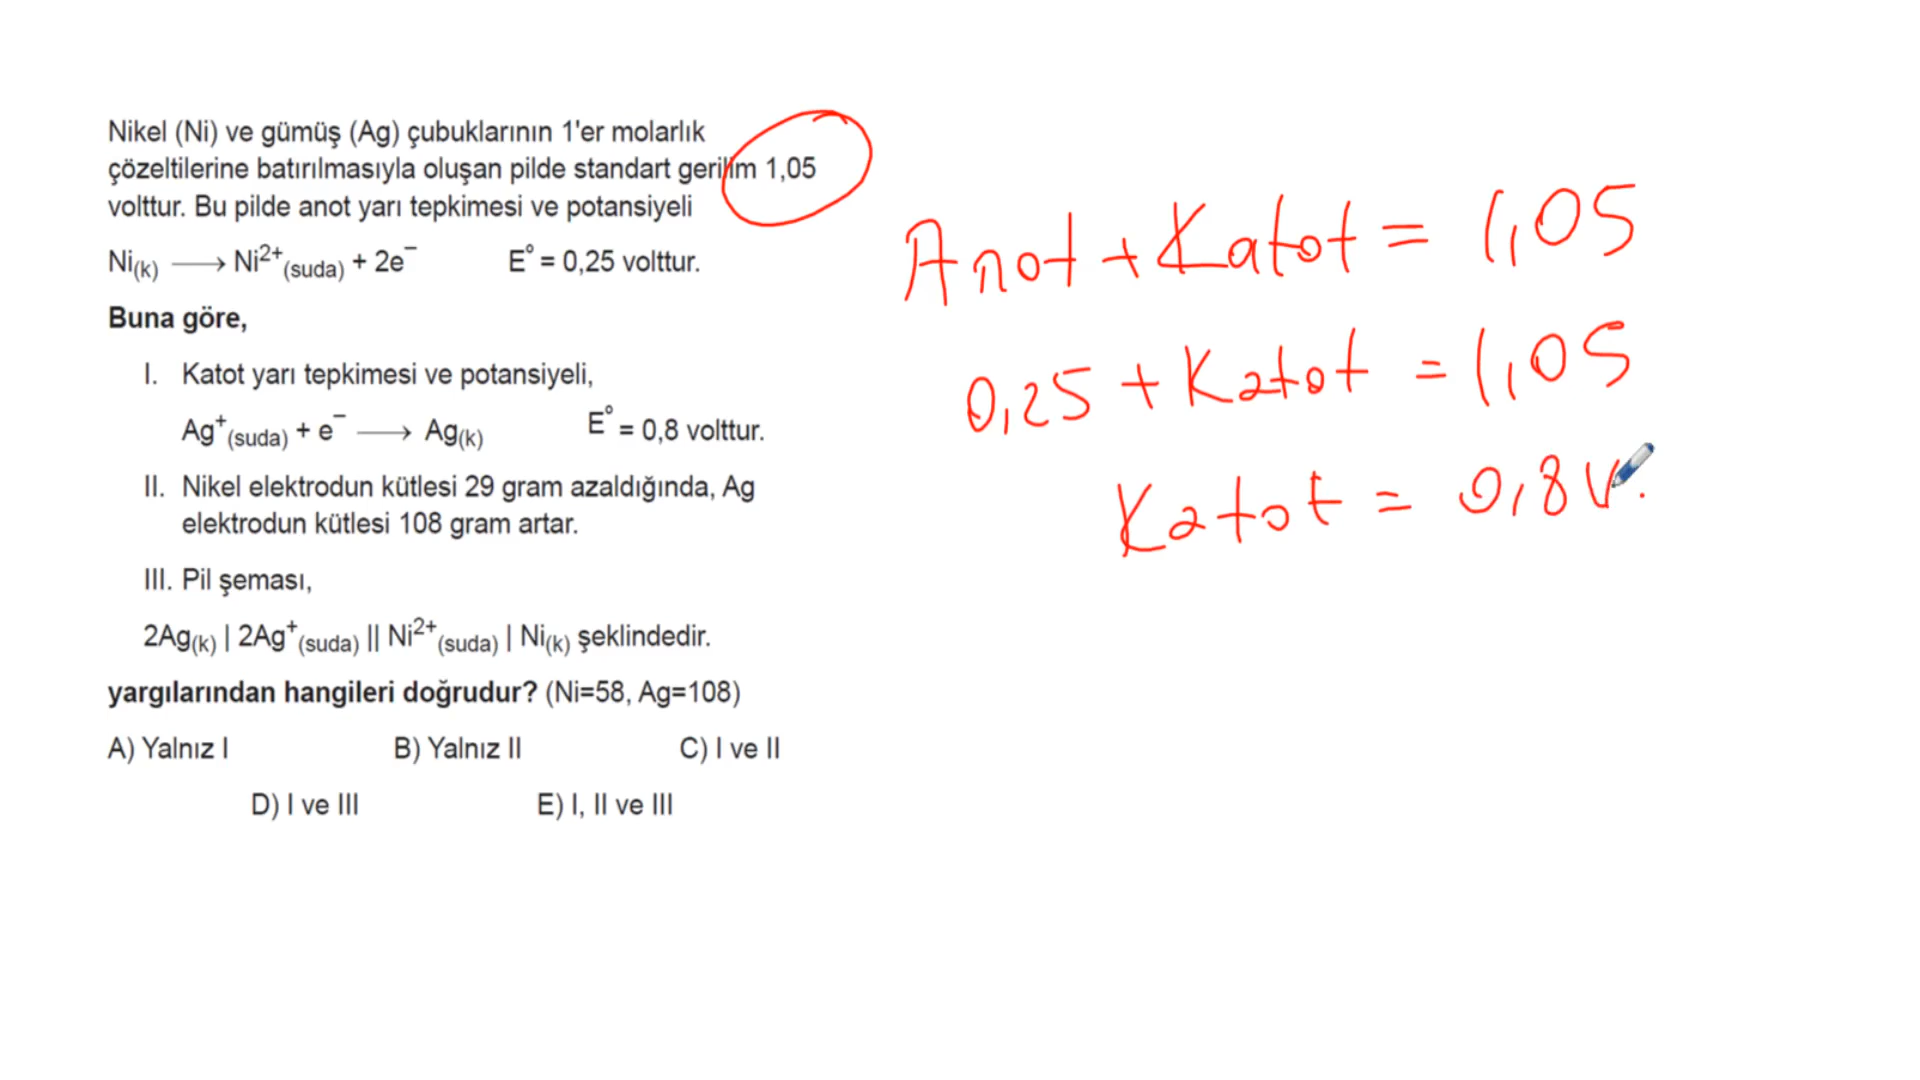 Nikel (Ni) ve gümüş (Ag) çubuklarının 1'er molarlık
çözeltilerine batırılmasıyla oluşan pilde standart gerilim 1,05
volttur. Bu pilde anot yarı tepkimesi ve potansiyeli
Ni(k) ⟶ Ni²⁺(suda) + 2e⁻ E° = 0,25 volttur.
Buna göre,
I. Katot yarı tepkimesi ve potansiyeli,
Ag⁺(suda) + e⁻ ⟶ Ag(k) E° = 0,8 volttur.
II. Nikel elektrodun kütlesi 29 gram azaldığında, Ag
elektrodun kütlesi 108 gram artar.
III. Pil şeması,
2Ag(k) | 2Ag⁺(suda) || Ni²⁺(suda) | Ni(k) şeklindedir.
yargılarından hangileri doğrudur? (Ni=58, Ag=108)
A) Yalnız I B) Yalnız II C) I ve II
D) I ve III E) I, II ve III
Anot + Katot = 1,05
0,25 + Katot = 1,05
Katot = 0,8 V.